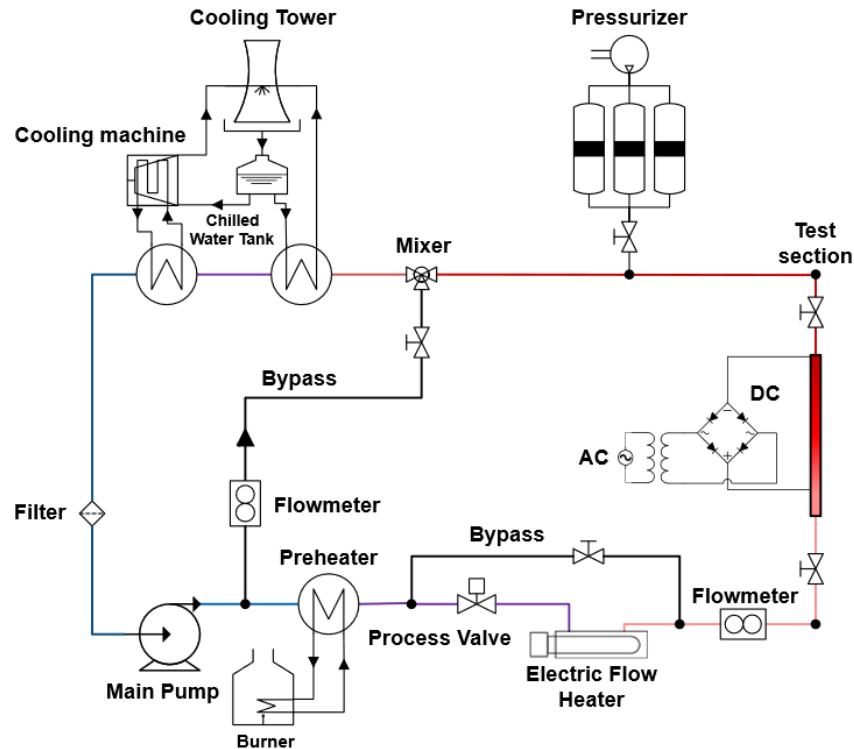 Cooling Tower
Pressurizer
Cooling machine
Chilled
Water Tank
Mixer
Test
section
Bypass
DC
AC
Filter
Flowmeter
Bypass
Preheater
Flowmeter
Process Valve
Main Pump
Electric Flow
Heater
Burner